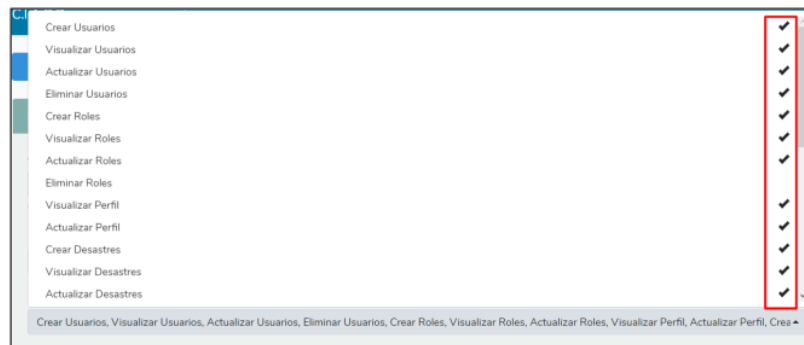 Crear Usuarios
Visualizar Usuarios
Actualizar Usuarios
Eliminar Usuarios
Crear Roles
Visualizar Roles
Actualizar Roles
Eliminar Roles
Visualizar Perfil
Actualizar Perfil
Crear Desastres
Visualizar Desastres
Actualizar Desastres
Crear Usuarios, Visualizar Usuarios, Actualizar Usuarios, Eliminar Usuarios, Crear Roles, Visualizar Roles, Actualizar Roles, Visualizar Perfil, Actualizar Perfil, Crea